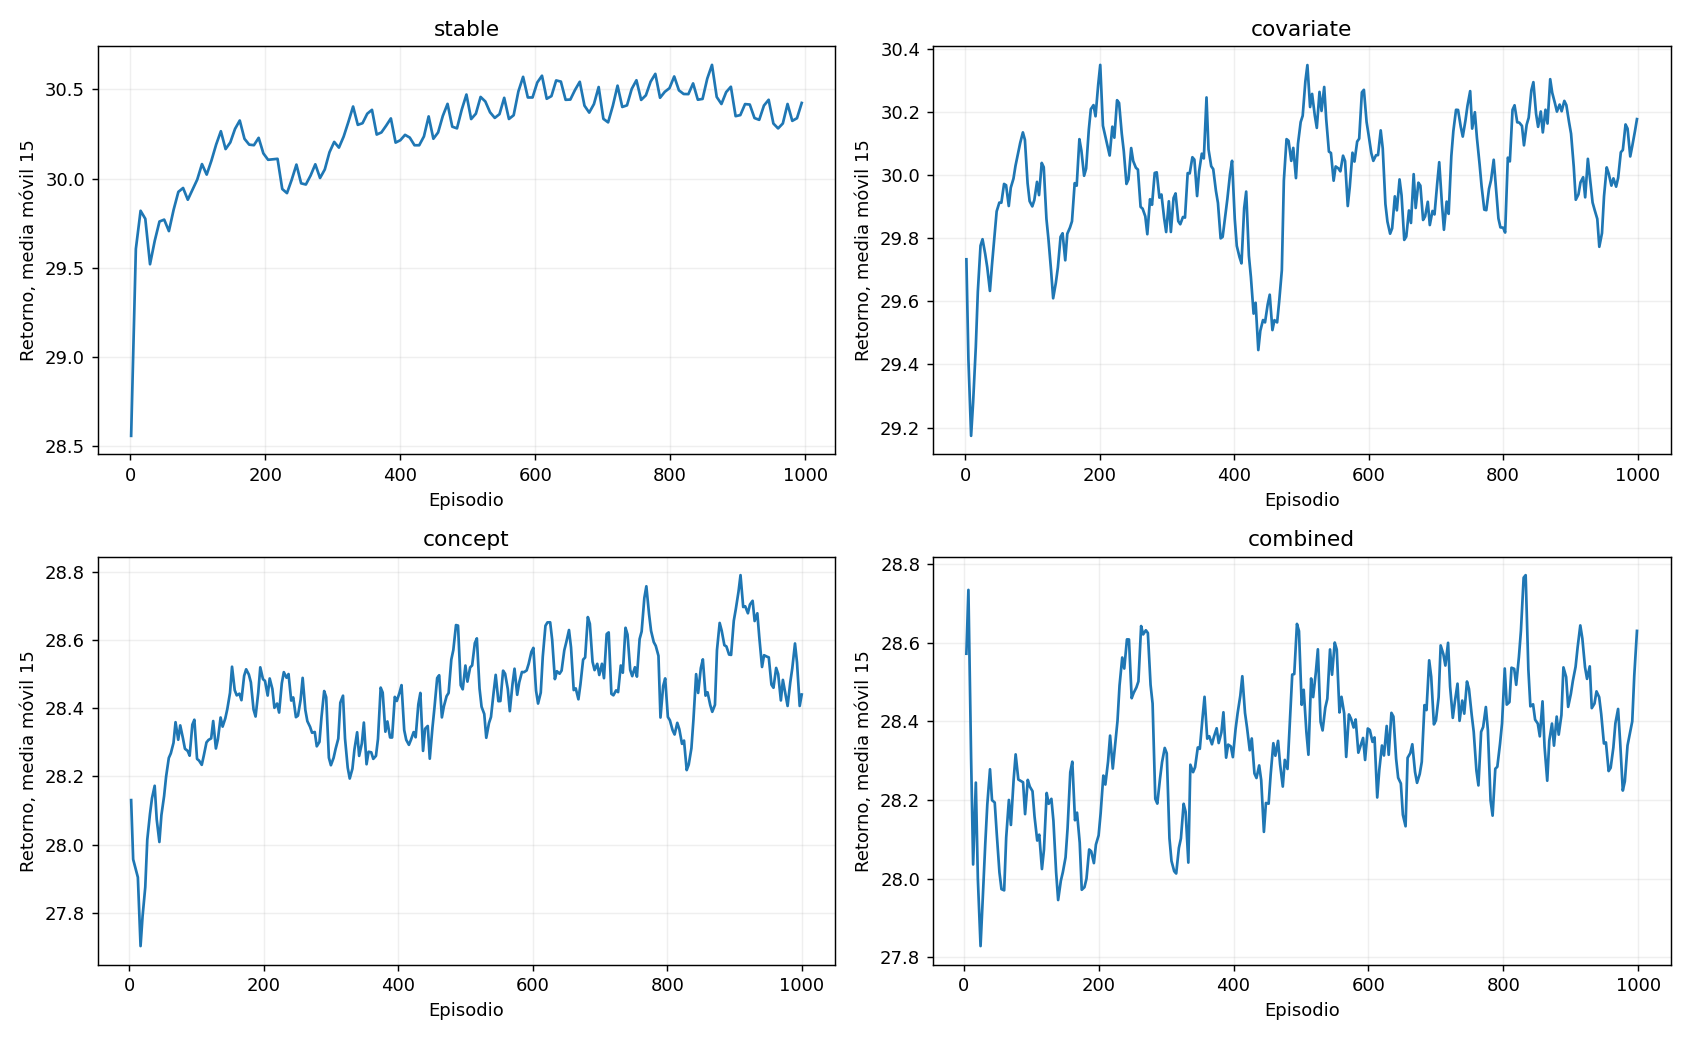 stable
30.5
30.0
29.5
29.0
28.5
Retorno, media móvil 15
0 200 400 600 800 1000
Episodio
covariate
30.4
30.2
30.0
29.8
29.6
29.4
29.2
Retorno, media móvil 15
0 200 400 600 800 1000
Episodio
concept
28.8
28.6
28.4
28.2
28.0
27.8
Retorno, media móvil 15
0 200 400 600 800 1000
Episodio
combined
28.8
28.6
28.4
28.2
28.0
27.8
Retorno, media móvil 15
0 200 400 600 800 1000
Episodio